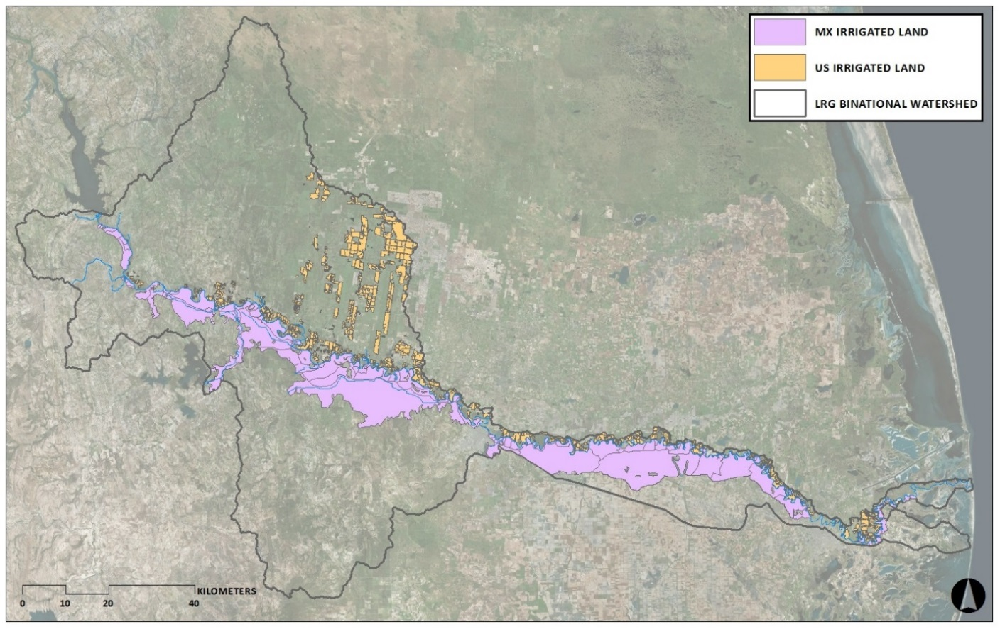 MX IRRIGATED LAND
US IRRIGATED LAND
LRG BINATIONAL WATERSHED
KILOMETERS
0 10 20 40